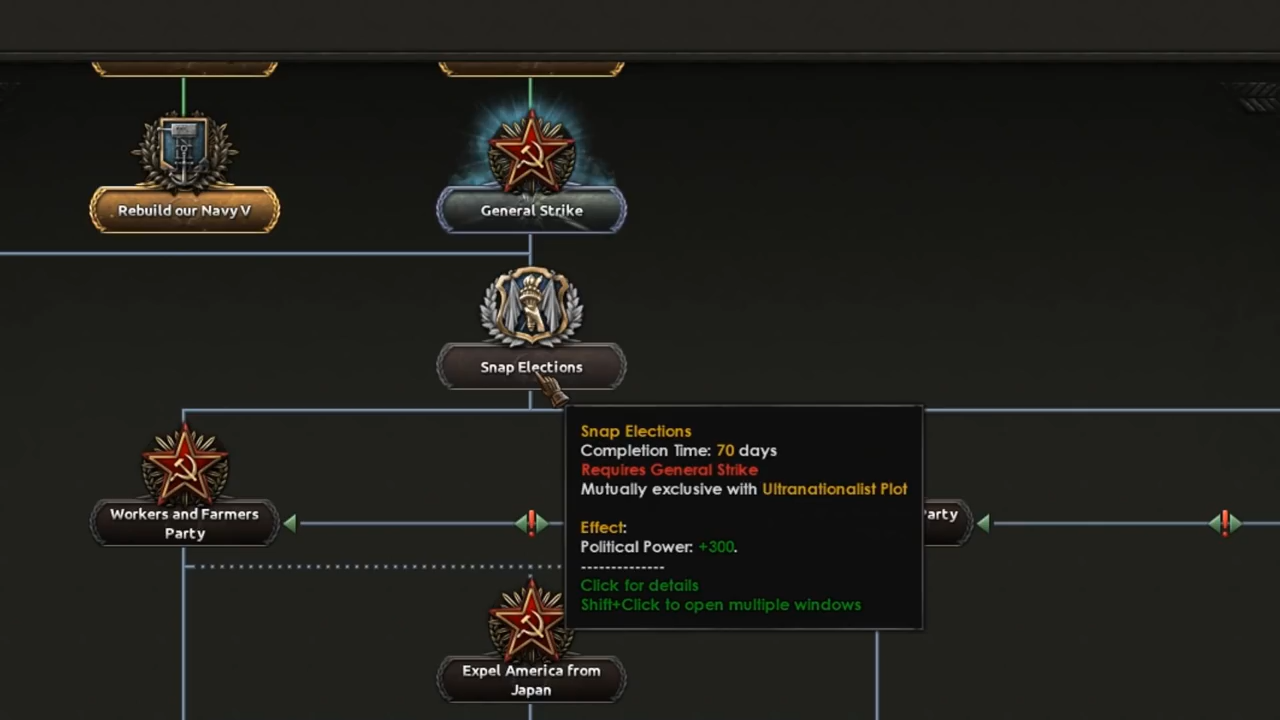 Rebuild our Navy V
General Strike
Snap Elections
Snap Elections
Completion Time: 70 days
Requires General Strike
Mutually exclusive with Ultranationalist Plot
Effect:
Political Power: +300.
--------------
Click for details
Shift+Click to open multiple windows
Workers and Farmers
Party
Party
Expel America from
Japan